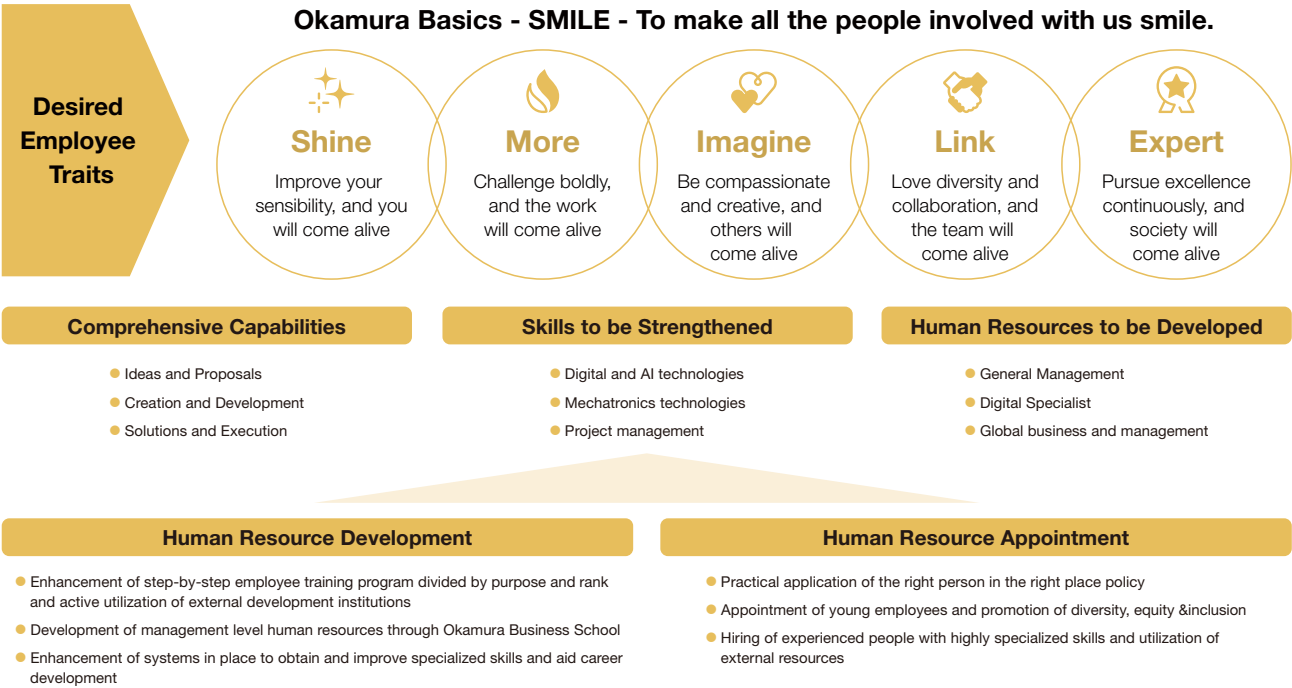 Okamura Basics - SMILE - To make all the people involved with us smile.
Desired
Employee
Traits
Shine
Improve your
sensibility, and you
will come alive
More
Challenge boldly,
and the work
will come alive
Imagine
Be compassionate
and creative, and
others will
come alive
Link
Love diversity and
collaboration, and
the team will
come alive
Expert
Pursue excellence
continuously, and
society will
come alive
Comprehensive Capabilities
Ideas and Proposals
Creation and Development
Solutions and Execution
Skills to be Strengthened
Digital and AI technologies
Mechatronics technologies
Project management
Human Resources to be Developed
General Management
Digital Specialist
Global business and management
Human Resource Development
Enhancement of step-by-step employee training program divided by purpose and rank
and active utilization of external development institutions
Development of management level human resources through Okamura Business School
Enhancement of systems in place to obtain and improve specialized skills and aid career
development
Human Resource Appointment
Practical application of the right person in the right place policy
Appointment of young employees and promotion of diversity, equity &inclusion
Hiring of experienced people with highly specialized skills and utilization of
external resources